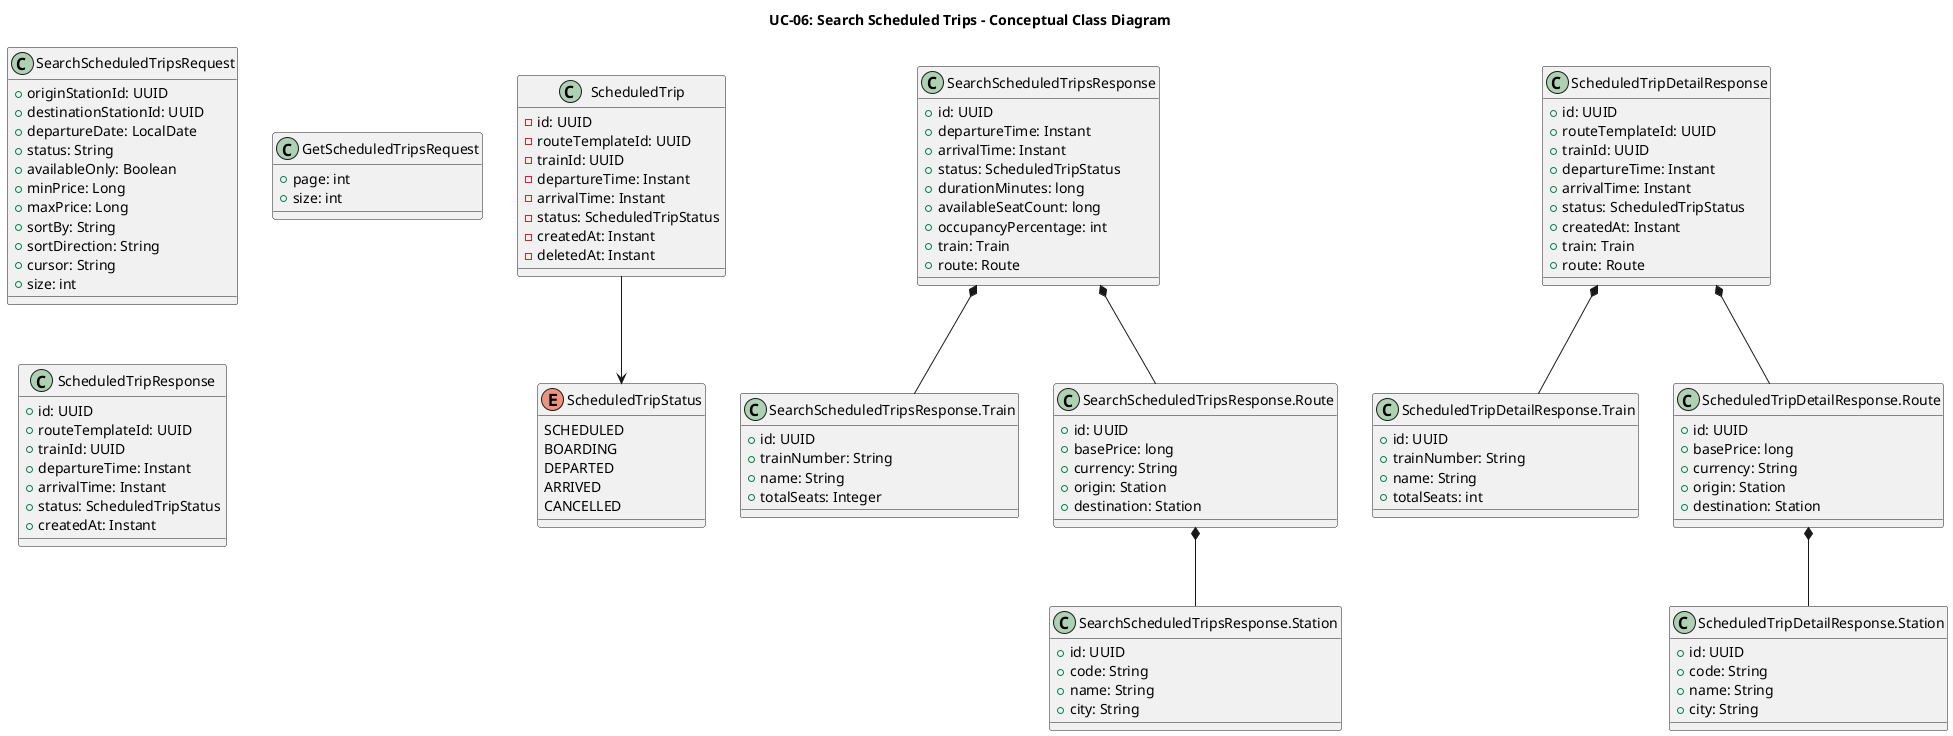 UC-06: Search Scheduled Trips - Conceptual Class Diagram
C SearchScheduledTripsRequest
originStationId: UUID
destinationStationId: UUID
departureDate: LocalDate
status: String
availableOnly: Boolean
minPrice: Long
maxPrice: Long
sortBy: String
sortDirection: String
cursor: String
size: int
C GetScheduledTripsRequest
page: int
size: int
C ScheduledTrip
id: UUID
routeTemplateId: UUID
trainId: UUID
departureTime: Instant
arrivalTime: Instant
status: ScheduledTripStatus
createdAt: Instant
deletedAt: Instant
C SearchScheduledTripsResponse
id: UUID
departureTime: Instant
arrivalTime: Instant
status: ScheduledTripStatus
durationMinutes: long
availableSeatCount: long
occupancyPercentage: int
train: Train
route: Route
C ScheduledTripDetailResponse
id: UUID
routeTemplateId: UUID
trainId: UUID
departureTime: Instant
arrivalTime: Instant
status: ScheduledTripStatus
createdAt: Instant
train: Train
route: Route
C ScheduledTripResponse
id: UUID
routeTemplateId: UUID
trainId: UUID
departureTime: Instant
arrivalTime: Instant
status: ScheduledTripStatus
createdAt: Instant
E ScheduledTripStatus
SCHEDULED
BOARDING
DEPARTED
ARRIVED
CANCELLED
C SearchScheduledTripsResponse.Train
id: UUID
trainNumber: String
name: String
totalSeats: Integer
C SearchScheduledTripsResponse.Route
id: UUID
basePrice: long
currency: String
origin: Station
destination: Station
C ScheduledTripDetailResponse.Train
id: UUID
trainNumber: String
name: String
totalSeats: int
C ScheduledTripDetailResponse.Route
id: UUID
basePrice: long
currency: String
origin: Station
destination: Station
C SearchScheduledTripsResponse.Station
id: UUID
code: String
name: String
city: String
C ScheduledTripDetailResponse.Station
id: UUID
code: String
name: String
city: String